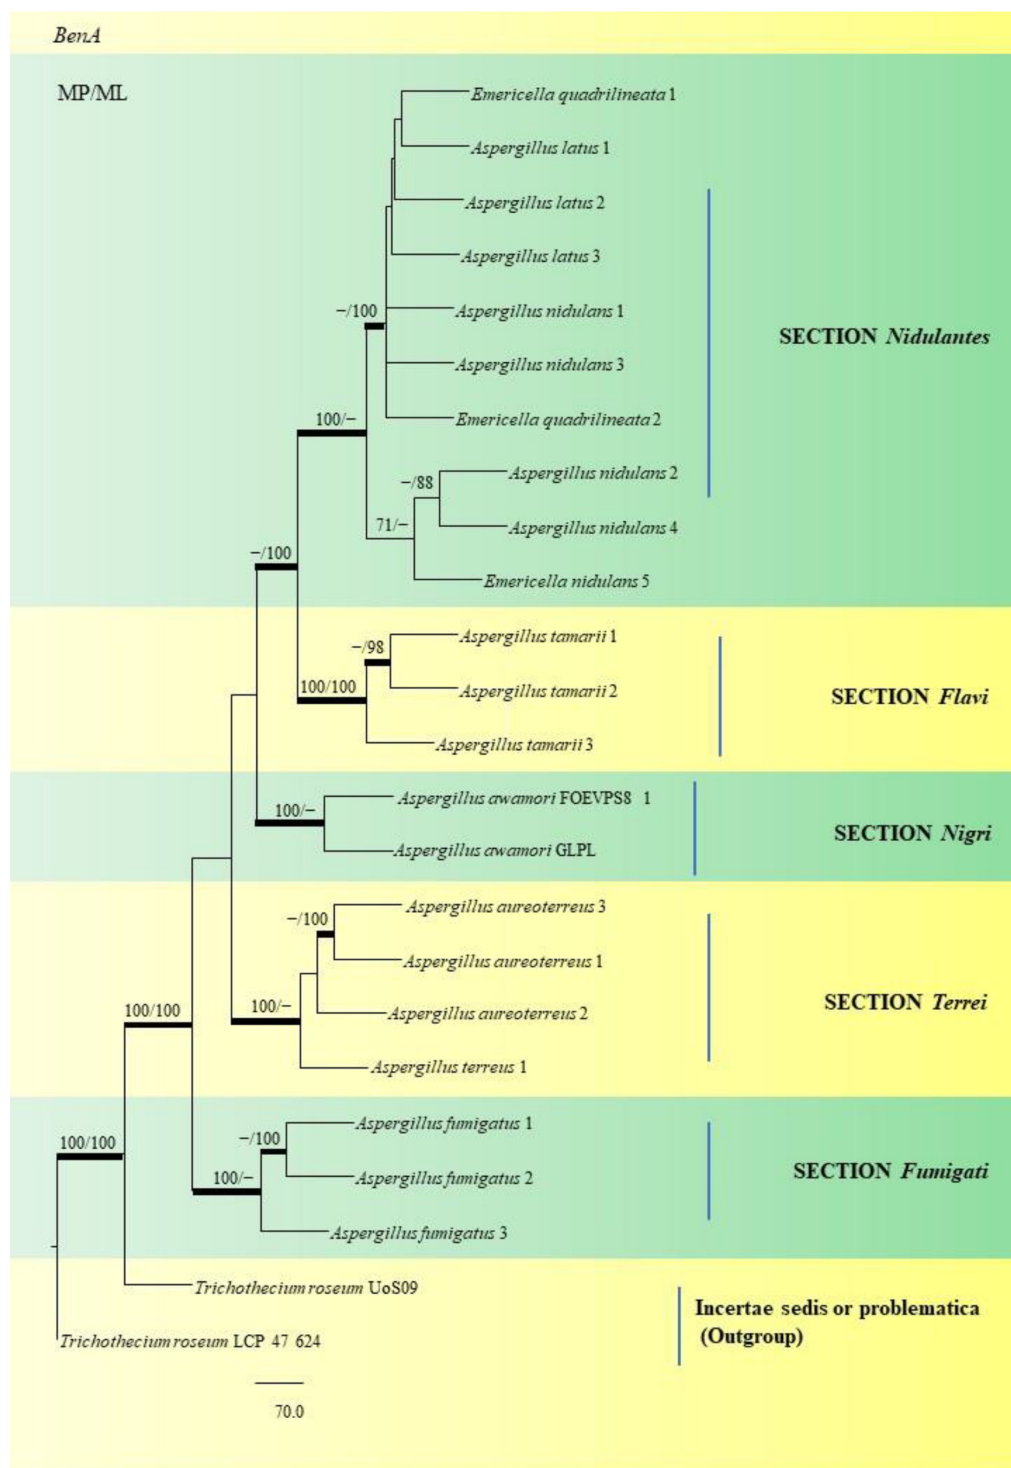 BenA
MP/ML
Emericella quadrilineata 1
Aspergillus latus 1
Aspergillus latus 2
Aspergillus latus 3
−/100
Aspergillus nidulans 1
SECTION Nidulantes
Aspergillus nidulans 3
100/−
Emericella quadrilineata 2
Aspergillus nidulans 2
−/88
71/−
Aspergillus nidulans 4
−/100
Emericella nidulans 5
Aspergillus tamarii 1
−/98
100/100
Aspergillus tamarii 2
SECTION Flavi
Aspergillus tamarii 3
Aspergillus awamori FOEVPS8 1
100/−
SECTION Nigri
Aspergillus awamori GLPL
Aspergillus aureoterreus 3
−/100
Aspergillus aureoterreus 1
100/100
100/−
Aspergillus aureoterreus 2
SECTION Terrei
Aspergillus terreus 1
Aspergillus fumigatus 1
100/100
−/100
Aspergillus fumigatus 2
100/−
SECTION Fumigati
Aspergillus fumigatus 3
Trichothecium roseum UoS09
Incertae sedis or problematica
(Outgroup)
Trichothecium roseum LCP 47 624
70.0